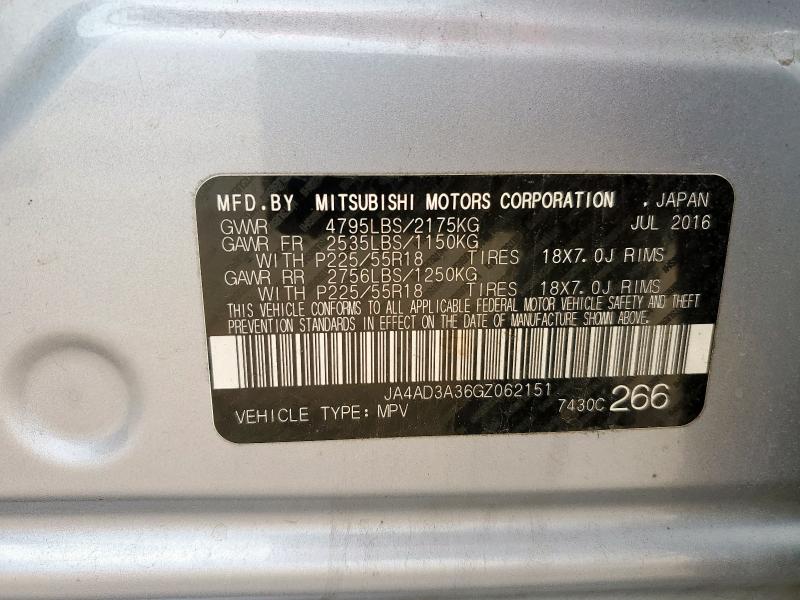 MFD.BY MITSUBISHI MOTORS CORPORATION . JAPAN
GVWR 4795LBS/2175KG JUL 2016
GAWR FR 2535LBS/1150KG
WITH P225/55R18 TIRES 18X7.0J RIMS
GAWR RR 2756LBS/1250KG
WITH P225/55R18 TIRES 18X7.0J RIMS
THIS VEHICLE CONFORMS TO ALL APPLICABLE FEDERAL MOTOR VEHICLE SAFETY AND THEFT
PREVENTION STANDARDS IN EFFECT ON THE DATE OF MANUFACTURE SHOWN ABOVE.
JA4AD3A36GZ062151
VEHICLE TYPE: MPV 7430C 266